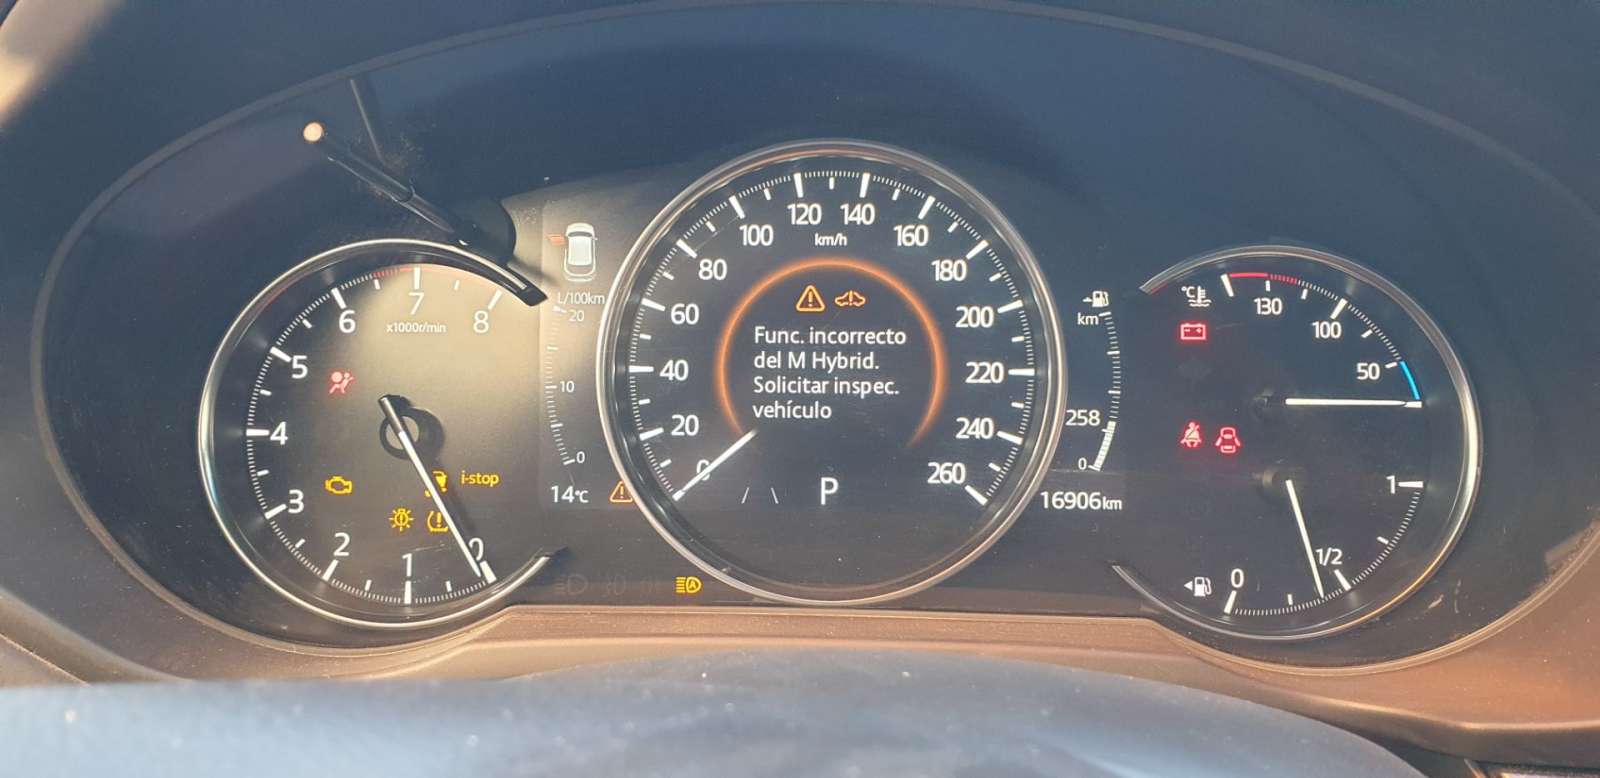 6 7 8
x1000r/min
5
4
3
2
1
0
i-stop
L/100km
20
10
0
14°C
0
20
40
60
80
100
120
140
160
180
200
220
240
260
km/h
Func. incorrecto
del M Hybrid.
Solicitar inspec.
vehículo
P
km
258
0
16906km
°C
130
100
50
1
1/2
0
A